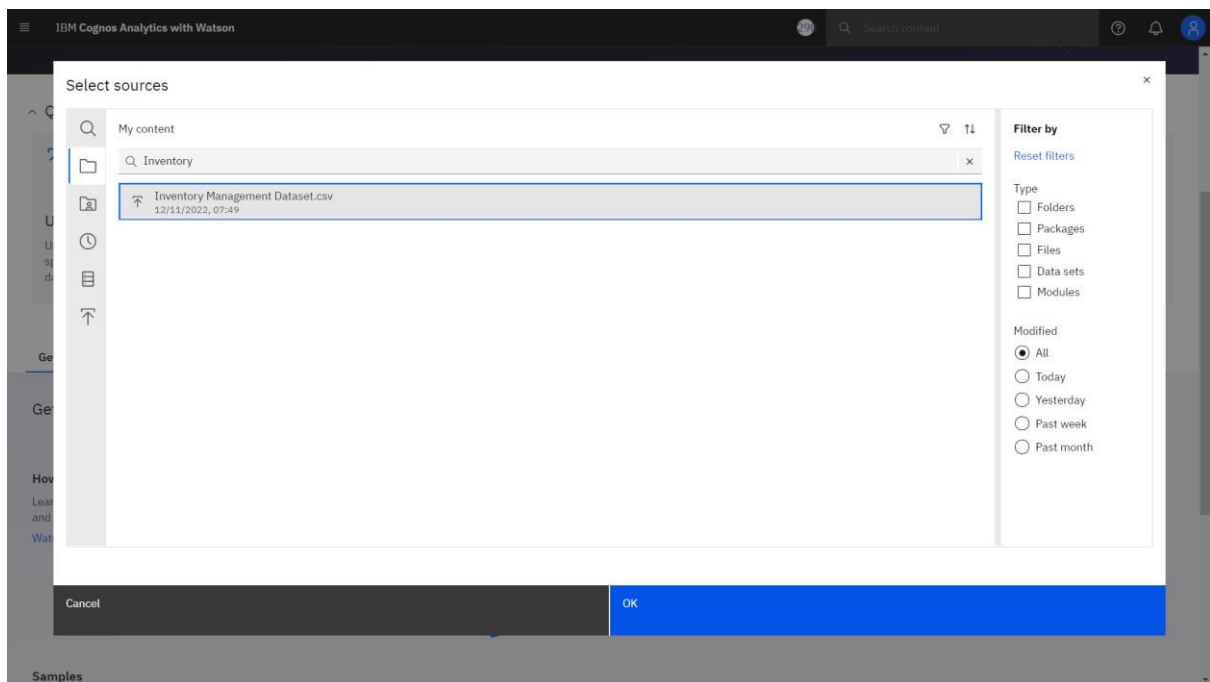 IBM Cognos Analytics with Watson
Search content
Select sources
My content
Inventory
Inventory Management Dataset.csv
12/11/2022, 07:49
Filter by
Reset filters
Type
Folders
Packages
Files
Data sets
Modules
Modified
All
Today
Yesterday
Past week
Past month
Cancel
OK
Samples